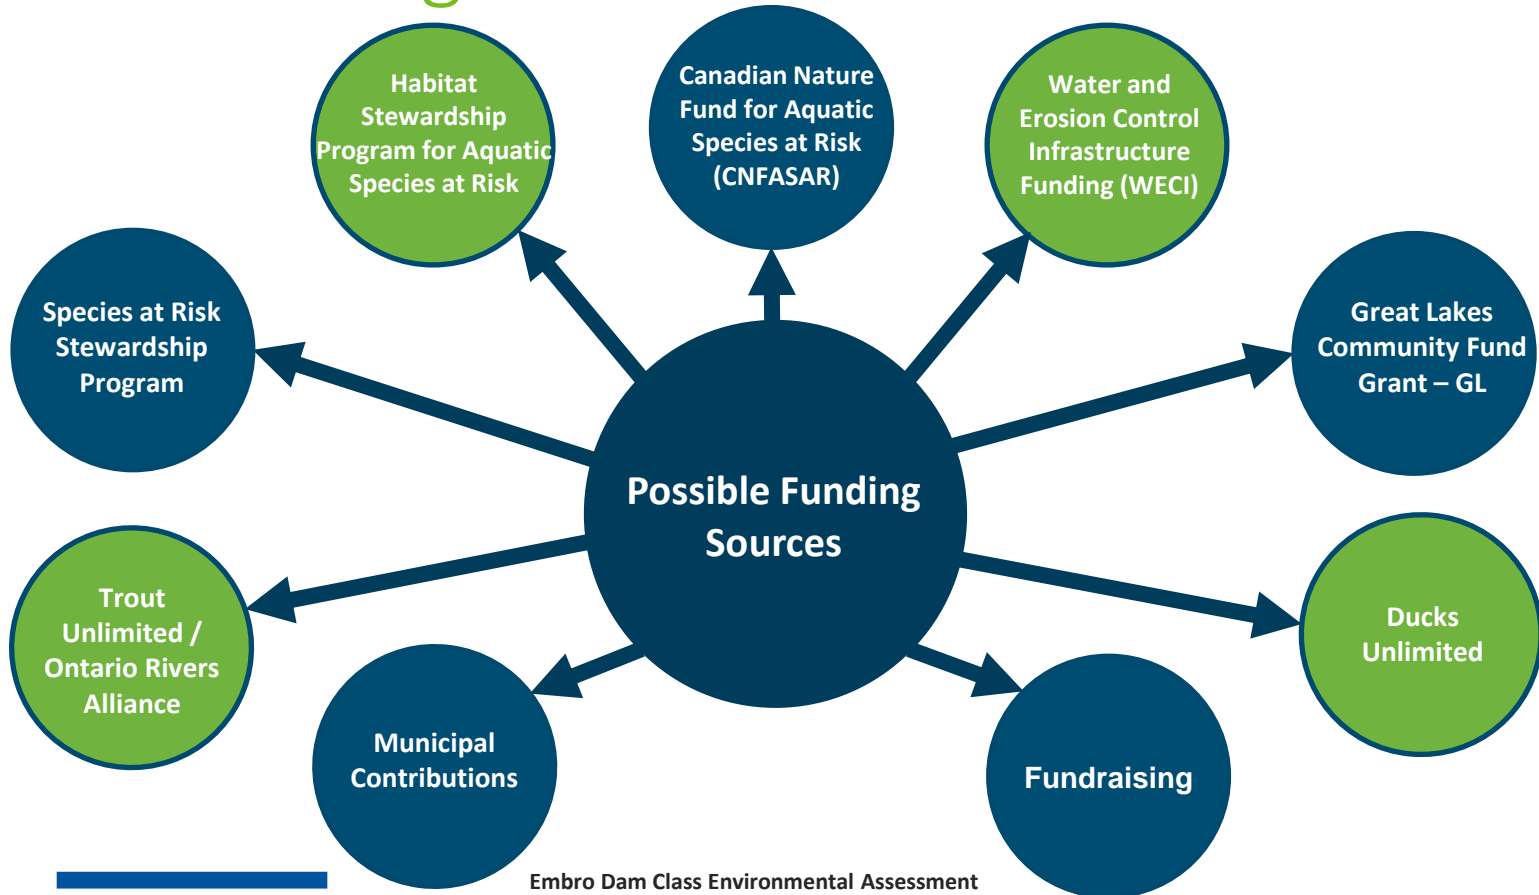 Habitat
Stewardship
Program for Aquatic
Species at Risk
Canadian Nature
Fund for Aquatic
Species at Risk
(CNFASAR)
Water and
Erosion Control
Infrastructure
Funding (WECI)
Species at Risk
Stewardship
Program
Great Lakes
Community Fund
Grant – GL
Possible Funding
Sources
Trout
Unlimited /
Ontario Rivers
Alliance
Ducks
Unlimited
Municipal
Contributions
Fundraising
Embro Dam Class Environmental Assessment